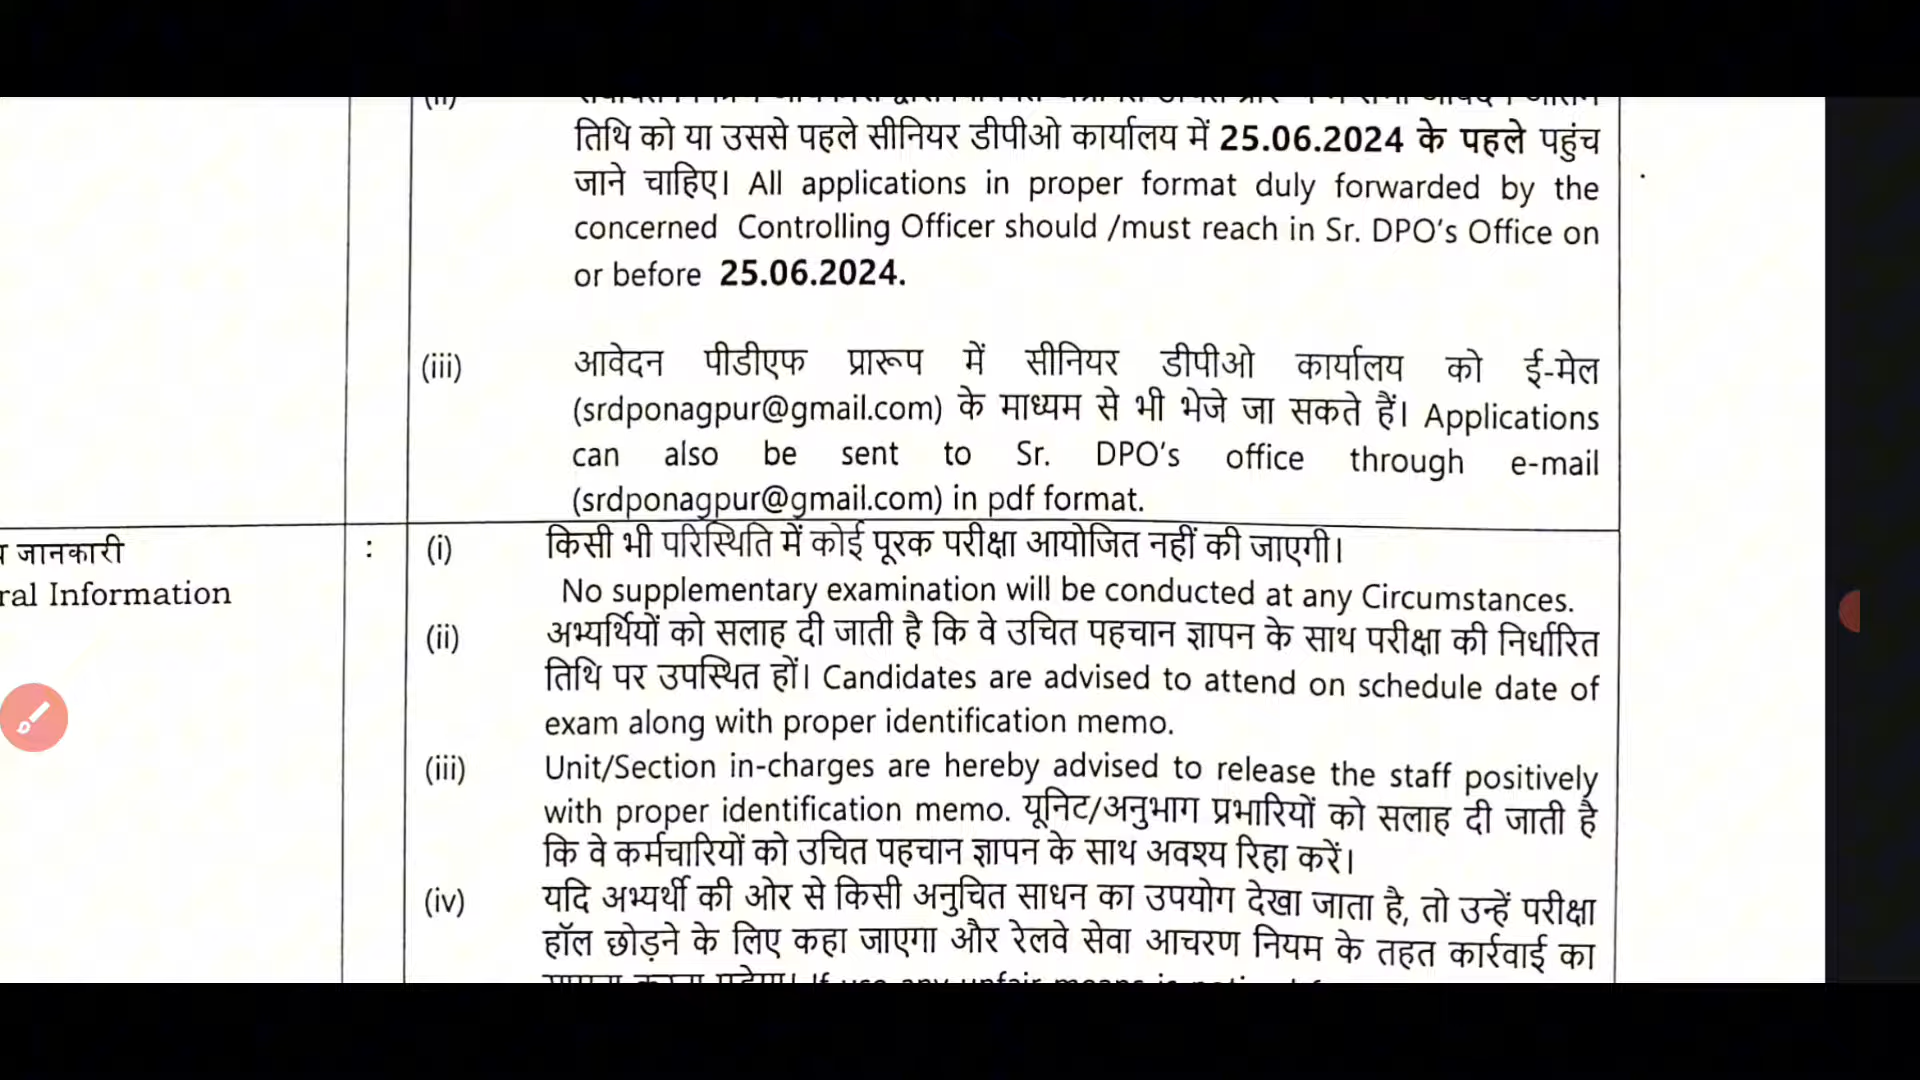 तिथि को या उससे पहले सीनियर डीपीओ कार्यालय में 25.06.2024 के पहले पहुंच
जाने चाहिए। All applications in proper format duly forwarded by the
concerned Controlling Officer should /must reach in Sr. DPO's Office on
or before 25.06.2024.
(iii) आवेदन पीडीएफ प्रारूप में सीनियर डीपीओ कार्यालय को ई-मेल
(srdponagpur@gmail.com) के माध्यम से भी भेजे जा सकते हैं। Applications
can also be sent to Sr. DPO's office through e-mail
(srdponagpur@gmail.com) in pdf format.
जानकारी : (i) किसी भी परिस्थिति में कोई पूरक परीक्षा आयोजित नहीं की जाएगी।
ral Information No supplementary examination will be conducted at any Circumstances.
(ii) अभ्यर्थियों को सलाह दी जाती है कि वे उचित पहचान ज्ञापन के साथ परीक्षा की निर्धारित
तिथि पर उपस्थित हों। Candidates are advised to attend on schedule date of
exam along with proper identification memo.
(iii) Unit/Section in-charges are hereby advised to release the staff positively
with proper identification memo. यूनिट/अनुभाग प्रभारियों को सलाह दी जाती है
कि वे कर्मचारियों को उचित पहचान ज्ञापन के साथ अवश्य रिहा करें।
(iv) यदि अभ्यर्थी की ओर से किसी अनुचित साधन का उपयोग देखा जाता है, तो उन्हें परीक्षा
हॉल छोड़ने के लिए कहा जाएगा और रेलवे सेवा आचरण नियम के तहत कार्रवाई का